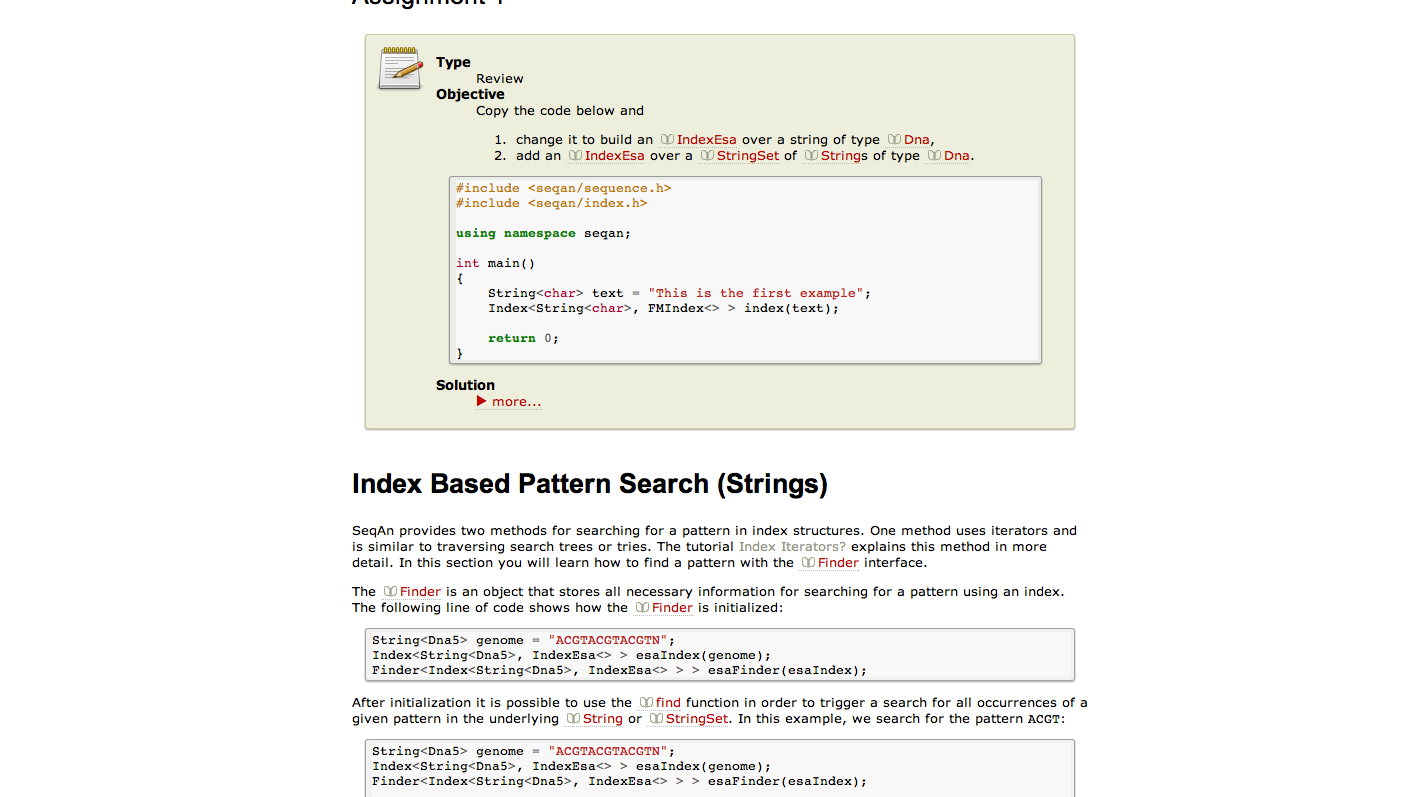 Assignment 1
Type
Review
Objective
Copy the code below and
1. change it to build an IndexEsa over a string of type Dna,
2. add an IndexEsa over a StringSet of Strings of type Dna.
#include <seqan/sequence.h>
#include <seqan/index.h>
using namespace seqan;
int main()
{
String<char> text = "This is the first example";
Index<String<char>, FMIndex<> > index(text);
return 0;
}
Solution
more...
Index Based Pattern Search (Strings)
SeqAn provides two methods for searching for a pattern in index structures. One method uses iterators and
is similar to traversing search trees or tries. The tutorial Index Iterators? explains this method in more
detail. In this section you will learn how to find a pattern with the Finder interface.
The Finder is an object that stores all necessary information for searching for a pattern using an index.
The following line of code shows how the Finder is initialized:
String<Dna5> genome = "ACGTACGTACGTN";
Index<String<Dna5>, IndexEsa<> > esaIndex(genome);
Finder<Index<String<Dna5>, IndexEsa<> > > esaFinder(esaIndex);
After initialization it is possible to use the find function in order to trigger a search for all occurrences of a
given pattern in the underlying String or StringSet. In this example, we search for the pattern ACGT:
String<Dna5> genome = "ACGTACGTACGTN";
Index<String<Dna5>, IndexEsa<> > esaIndex(genome);
Finder<Index<String<Dna5>, IndexEsa<> > > esaFinder(esaIndex);